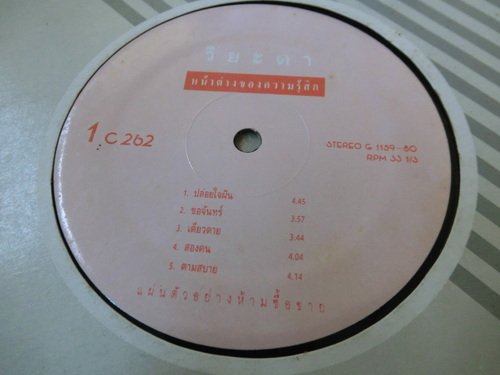 วิยะดา
หน้าต่างของความรู้สึก
1
C 262
STEREO G 1159-60
RPM 33 1/3
1. ปล่อยใจฝัน 4.45
2. ขอจันทร์ 3.57
3. เดียวดาย 3.44
4. สองคน 4.04
5. ตามสบาย 4.14
แผ่นตัวอย่างห้ามซื้อขาย